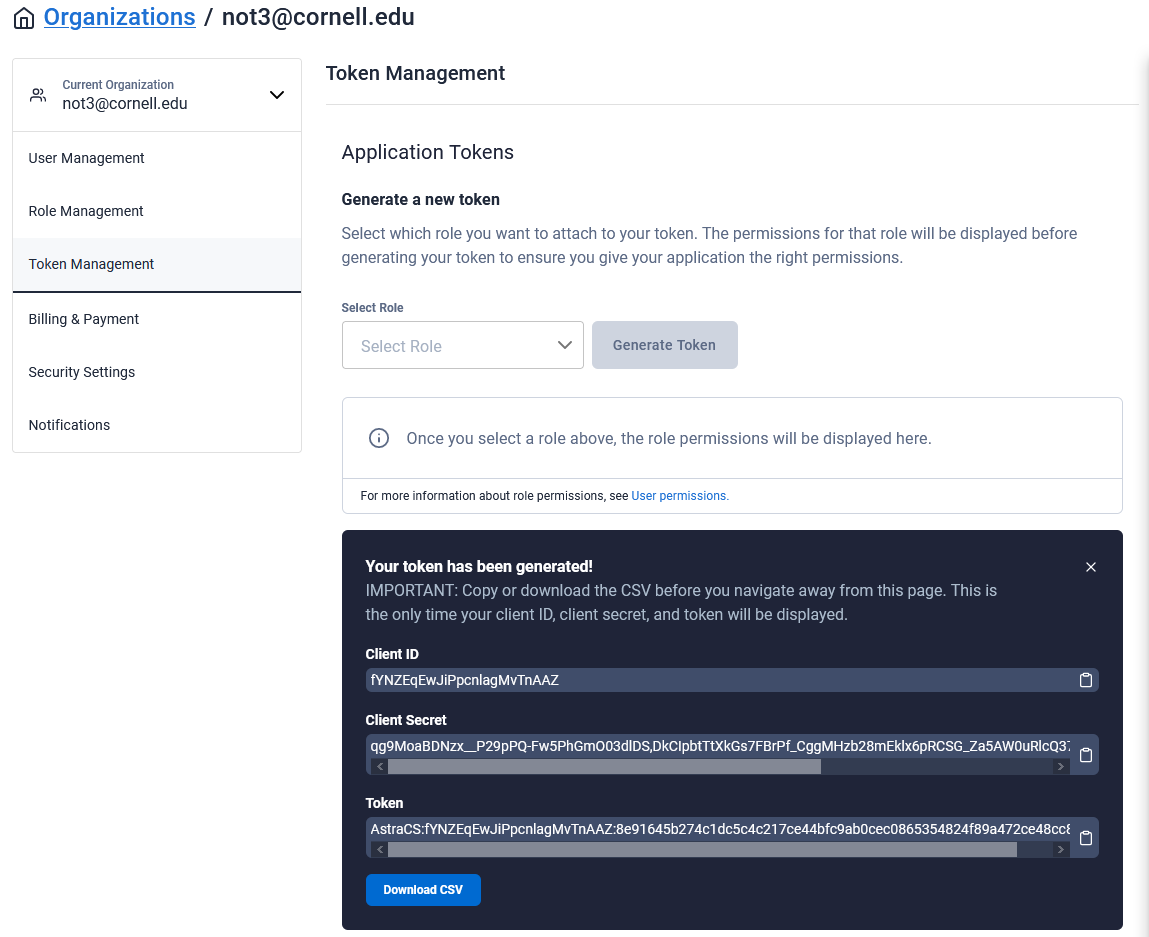 Organizations / not3@cornell.edu
Current Organization
not3@cornell.edu
User Management
Role Management
Token Management
Billing & Payment
Security Settings
Notifications
Token Management
Application Tokens
Generate a new token
Select which role you want to attach to your token. The permissions for that role will be displayed before
generating your token to ensure you give your application the right permissions.
Select Role
Select Role
Generate Token
Once you select a role above, the role permissions will be displayed here.
For more information about role permissions, see User permissions.
Your token has been generated!
IMPORTANT: Copy or download the CSV before you navigate away from this page. This is
the only time your client ID, client secret, and token will be displayed.
Client ID
fYNZEqEwJiPpcnlagMvTnAAZ
Client Secret
qg9MoaBDNzx__P29pPQ-Fw5PhGmO03dlDS,DkCIpbtTtXkGs7FBrPf_CggMHzb28mEklx6pRCSG_Za5AW0uRlcQ37
Token
AstraCS:fYNZEqEwJiPpcnlagMvTnAAZ:8e91645b274c1dc5c4c217ce44bfc9ab0cec0865354824f89a472ce48cc8
Download CSV